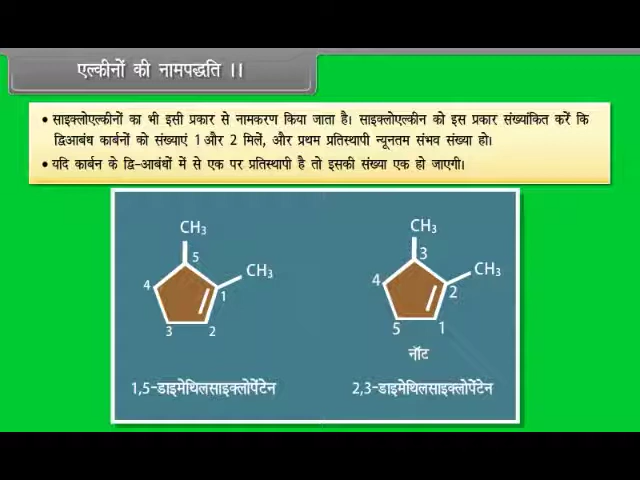 एल्कीनों की नामपद्धति II
• साइक्लोएल्कीनों का भी इसी प्रकार से नामकरण किया जाता है। साइक्लोएल्कीन को इस प्रकार संख्यांकित करें कि
द्विआबंध कार्बनों को संख्याएं 1 और 2 मिलें, और प्रथम प्रतिस्थापी न्यूनतम संभव संख्या हो।
• यदि कार्बन के द्वि-आबंधों में से एक पर प्रतिस्थापी है तो इसकी संख्या एक हो जाएगी।
CH3
5
CH3
4
1
3
2
1,5-डाइमेथिलसाइक्लोपेंटेन
CH3
3
CH3
4
2
5
1
नॉट
2,3-डाइमेथिलसाइक्लोपेंटेन